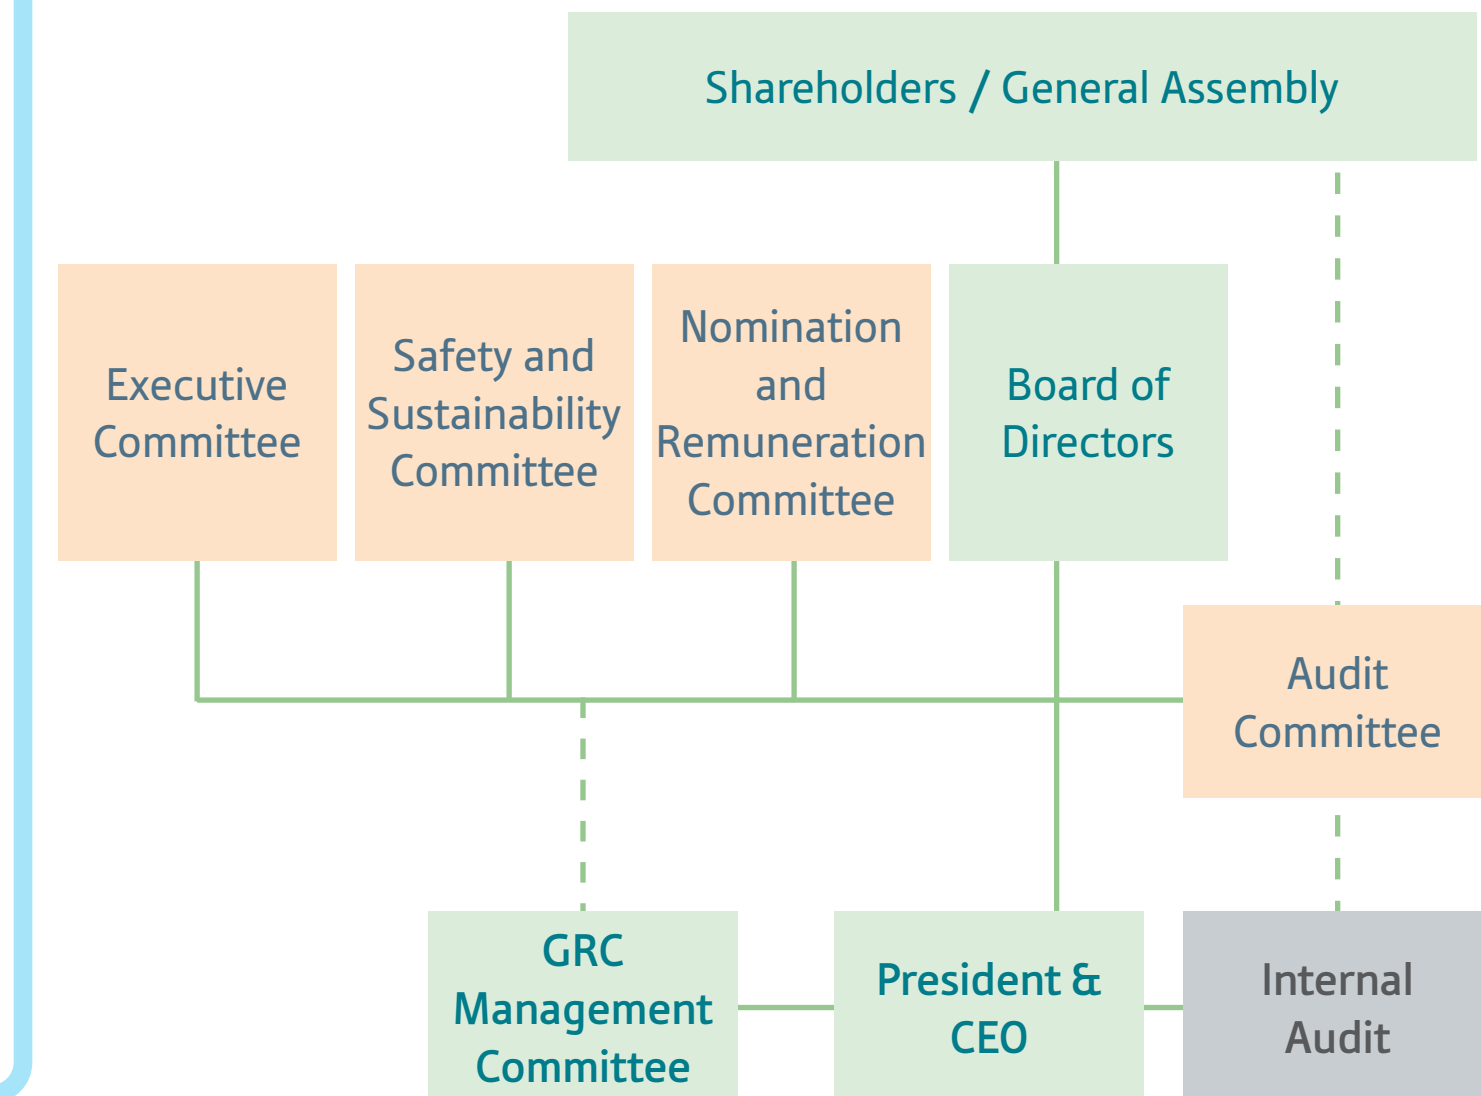 Shareholders / General Assembly
Executive
Committee
Safety and
Sustainability
Committee
Nomination
and
Remuneration
Committee
Board of
Directors
Audit
Committee
GRC
Management
Committee
President &
CEO
Internal
Audit